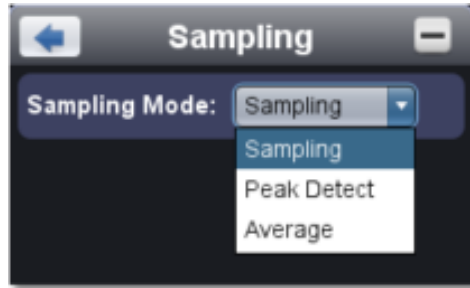 Sampling
Sampling Mode: Sampling
Sampling
Peak Detect
Average